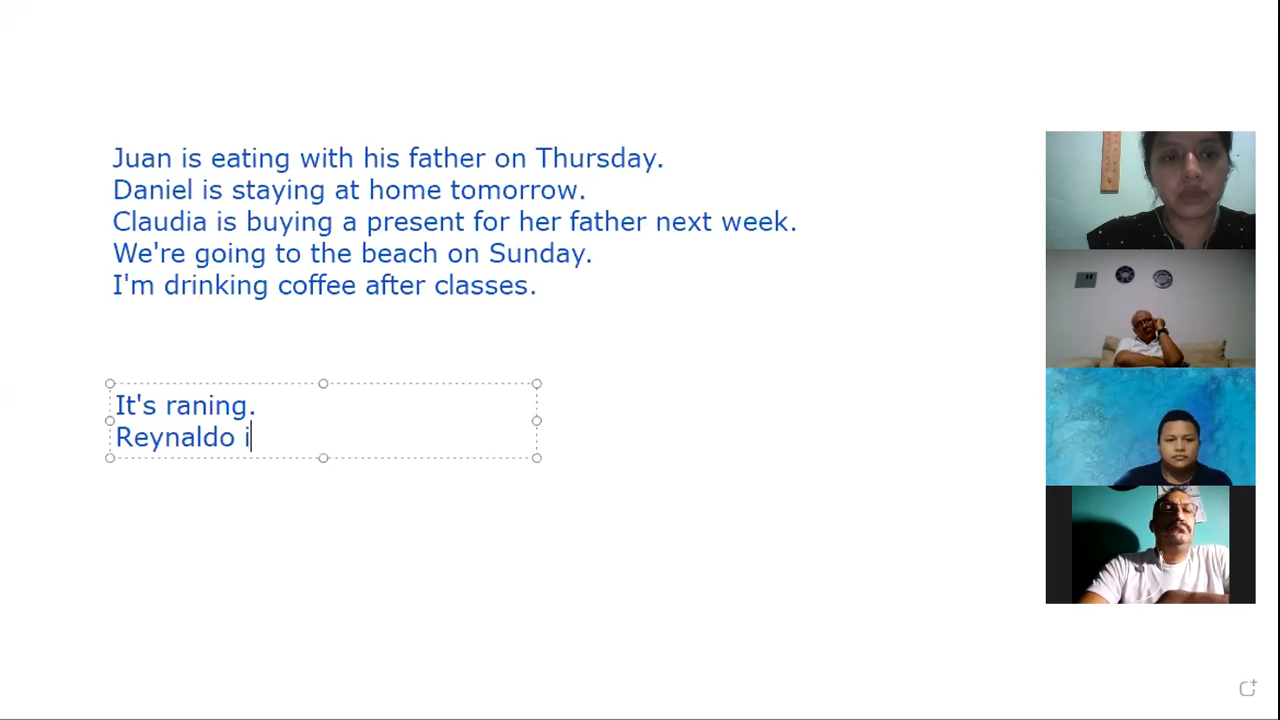 Juan is eating with his father on Thursday.
Daniel is staying at home tomorrow.
Claudia is buying a present for her father next week.
We're going to the beach on Sunday.
I'm drinking coffee after classes.
It's raning.
Reynaldo i